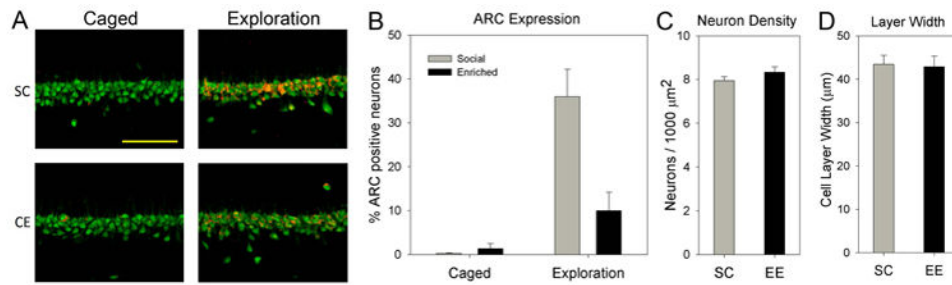 A
Caged
Exploration
SC
CE
B
ARC Expression
Social
Enriched
% ARC positive neurons
50
40
30
20
10
0
Caged
Exploration
C
Neuron Density
Neurons / 1000 µm2
10
8
6
4
2
0
SC
EE
D
Layer Width
Cell Layer Width (µm)
50
40
30
20
10
0
SC
EE